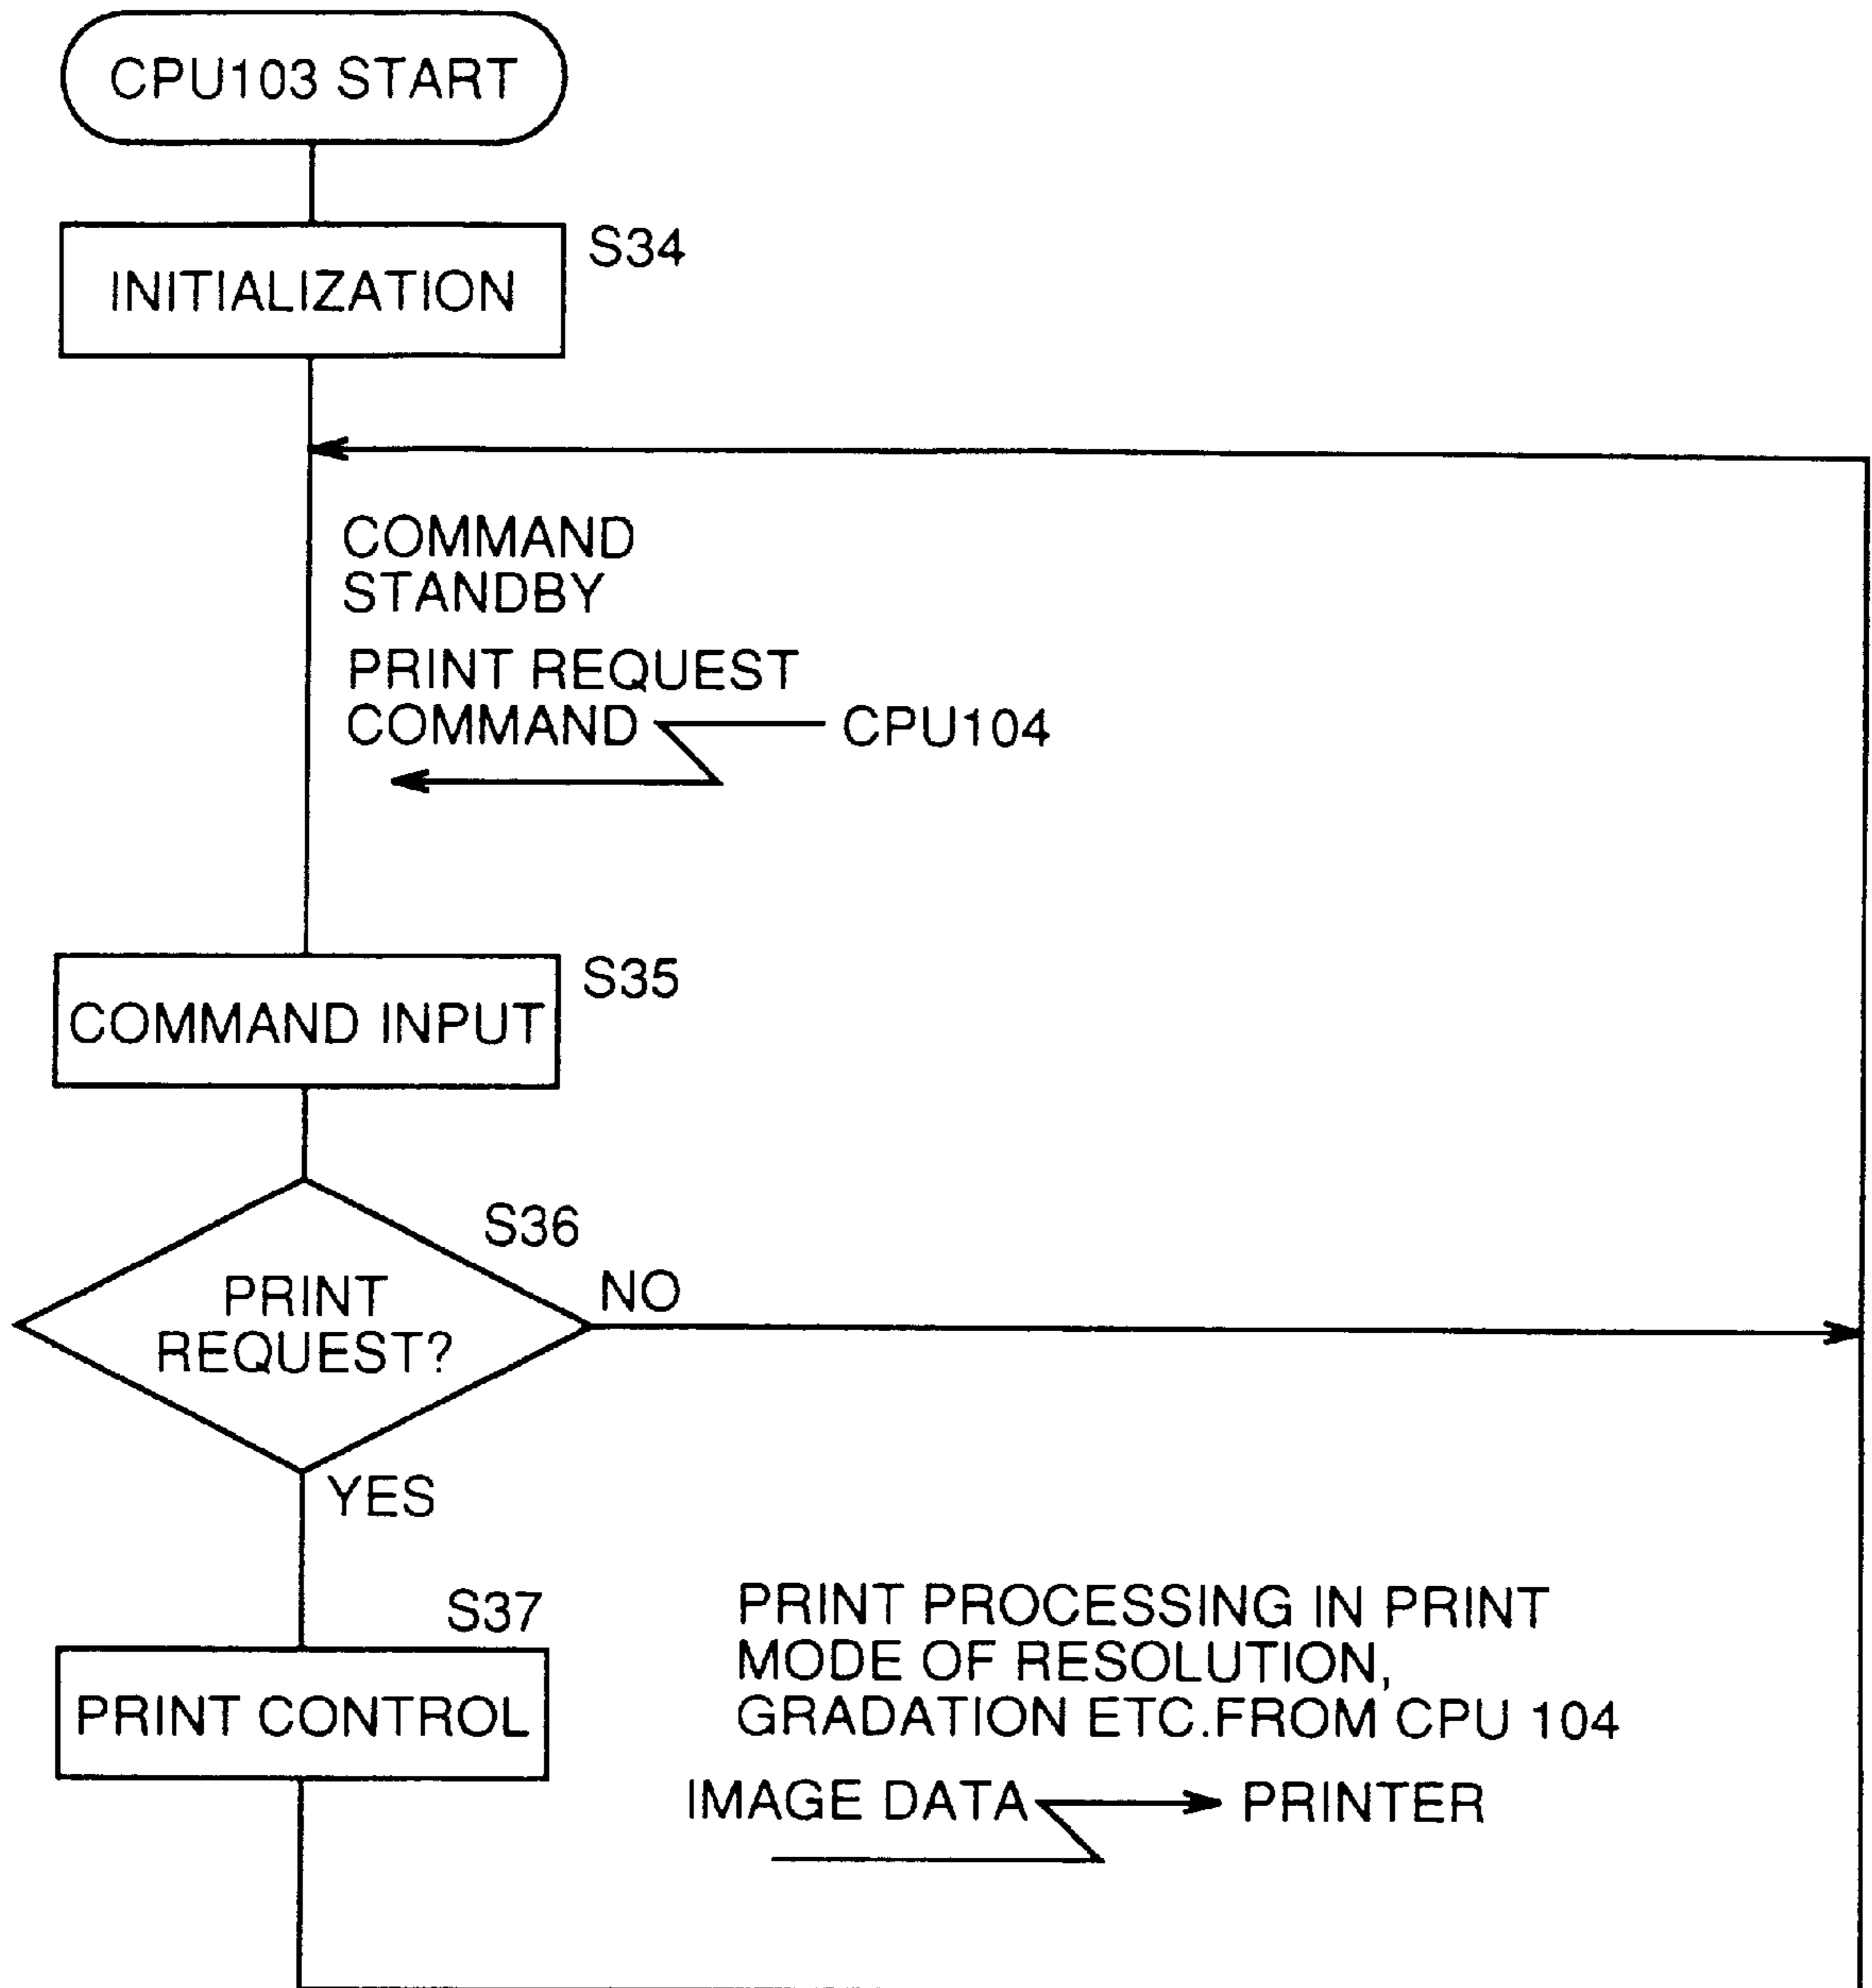 CPU103 START
S34
INITIALIZATION
COMMAND
STANDBY
PRINT REQUEST
COMMAND CPU104
S35
COMMAND INPUT
S36
NO
PRINT
REQUEST?
YES
S37
PRINT CONTROL
PRINT PROCESSING IN PRINT
MODE OF RESOLUTION,
GRADATION ETC.FROM CPU 104
IMAGE DATA PRINTER